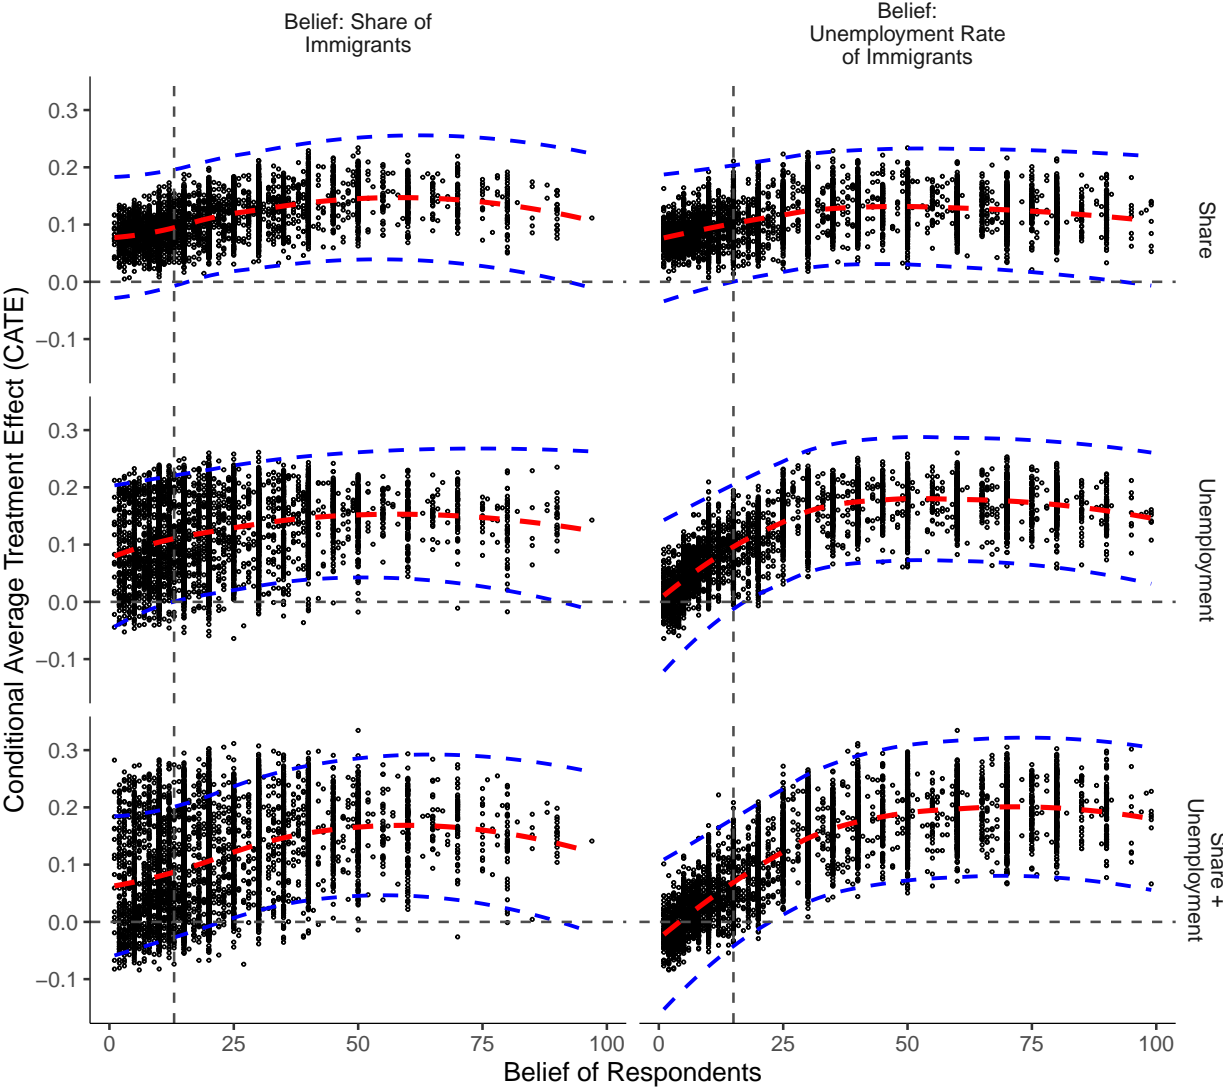 Belief: Share of
Immigrants
Belief:
Unemployment Rate
of Immigrants
Conditional Average Treatment Effect (CATE)
0.3
0.2
0.1
0.0
−0.1
Share
0.3
0.2
0.1
0.0
−0.1
Unemployment
0.3
0.2
0.1
0.0
−0.1
Share +
Unemployment
0 25 50 75 100
0 25 50 75 100
Belief of Respondents